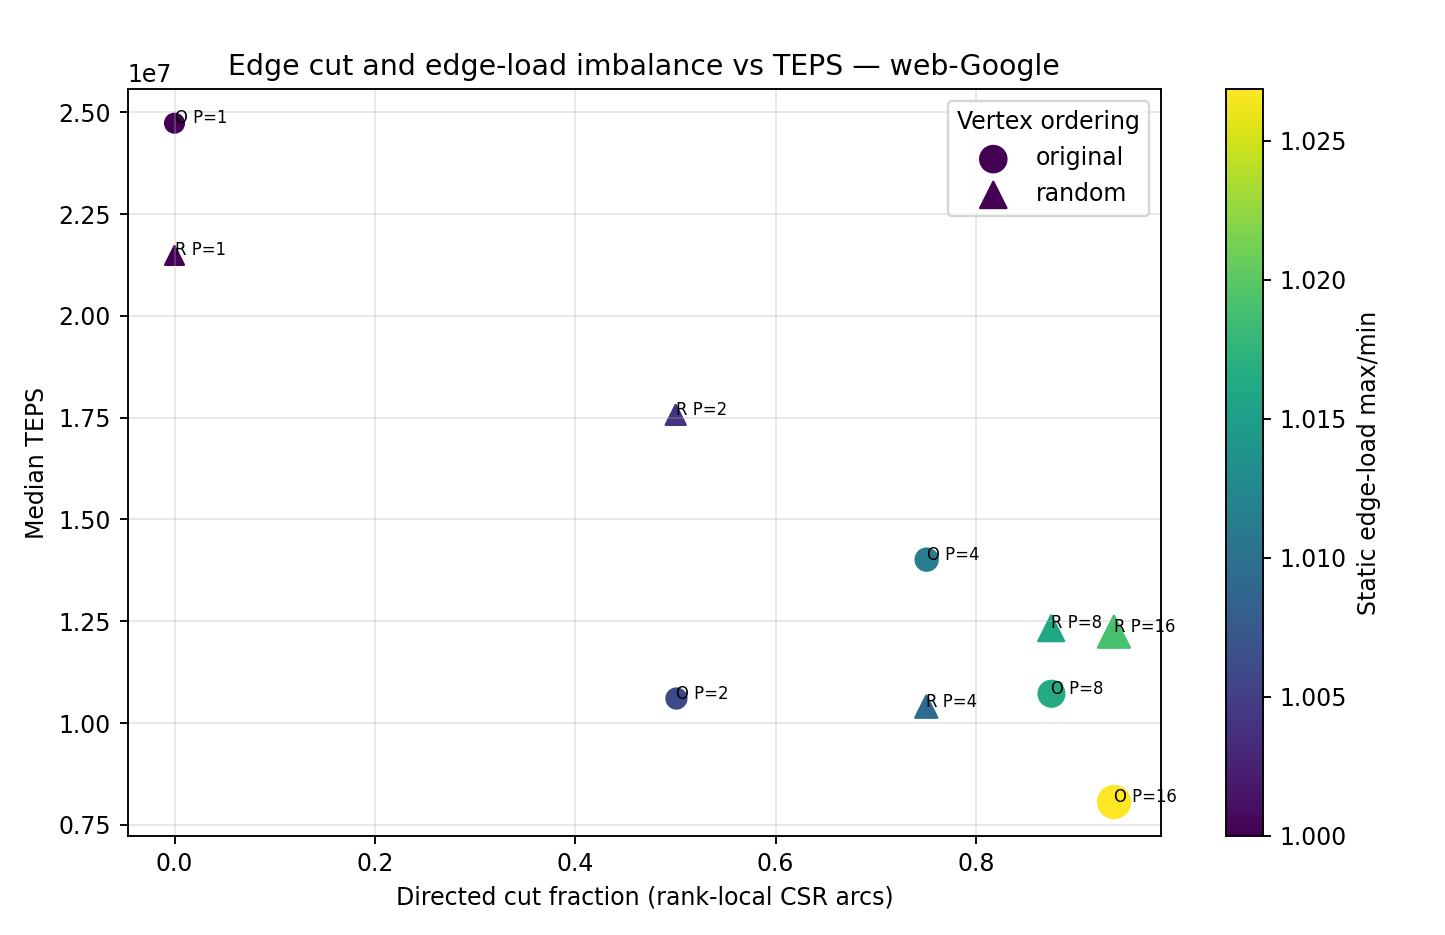 Edge cut and edge-load imbalance vs TEPS — web-Google
1e7
2.50
2.25
2.00
1.75
1.50
1.25
1.00
0.75
Median TEPS
O P=1
R P=1
R P=2
O P=4
R P=8
R P=16
O P=2
R P=4
O P=8
O P=16
Vertex ordering
original
random
0.0
0.2
0.4
0.6
0.8
Directed cut fraction (rank-local CSR arcs)
1.025
1.020
1.015
1.010
1.005
1.000
Static edge-load max/min